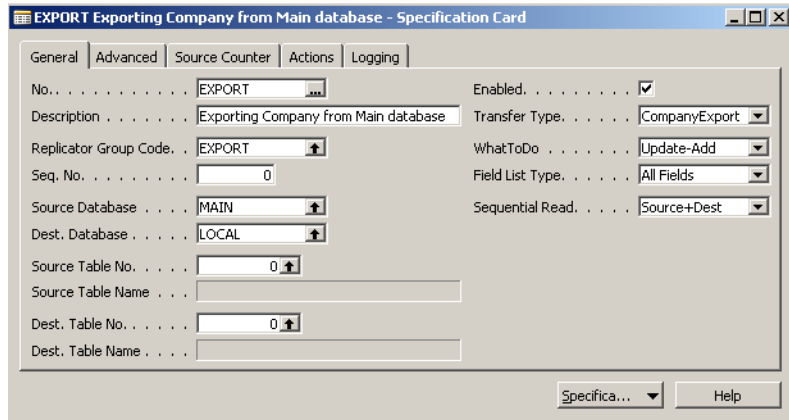 EXPORT Exporting Company from Main database - Specification Card
General Advanced Source Counter Actions Logging
No.. . . . . . . . . . . EXPORT ...
Description . . . . . . . Exporting Company from Main database
Replicator Group Code. . EXPORT
Seq. No. . . . . . . . . 0
Source Database . . . . MAIN
Dest. Database . . . . . LOCAL
Source Table No. . . . . 0
Source Table Name . . . .
Dest. Table No. . . . . . 0
Dest. Table Name . . . .
Enabled. . . . . . . . .
Transfer Type. . . . . . CompanyExport
WhatToDo . . . . . . . Update-Add
Field List Type. . . . . . All Fields
Sequential Read. . . . . Source+Dest
Specifica... Help